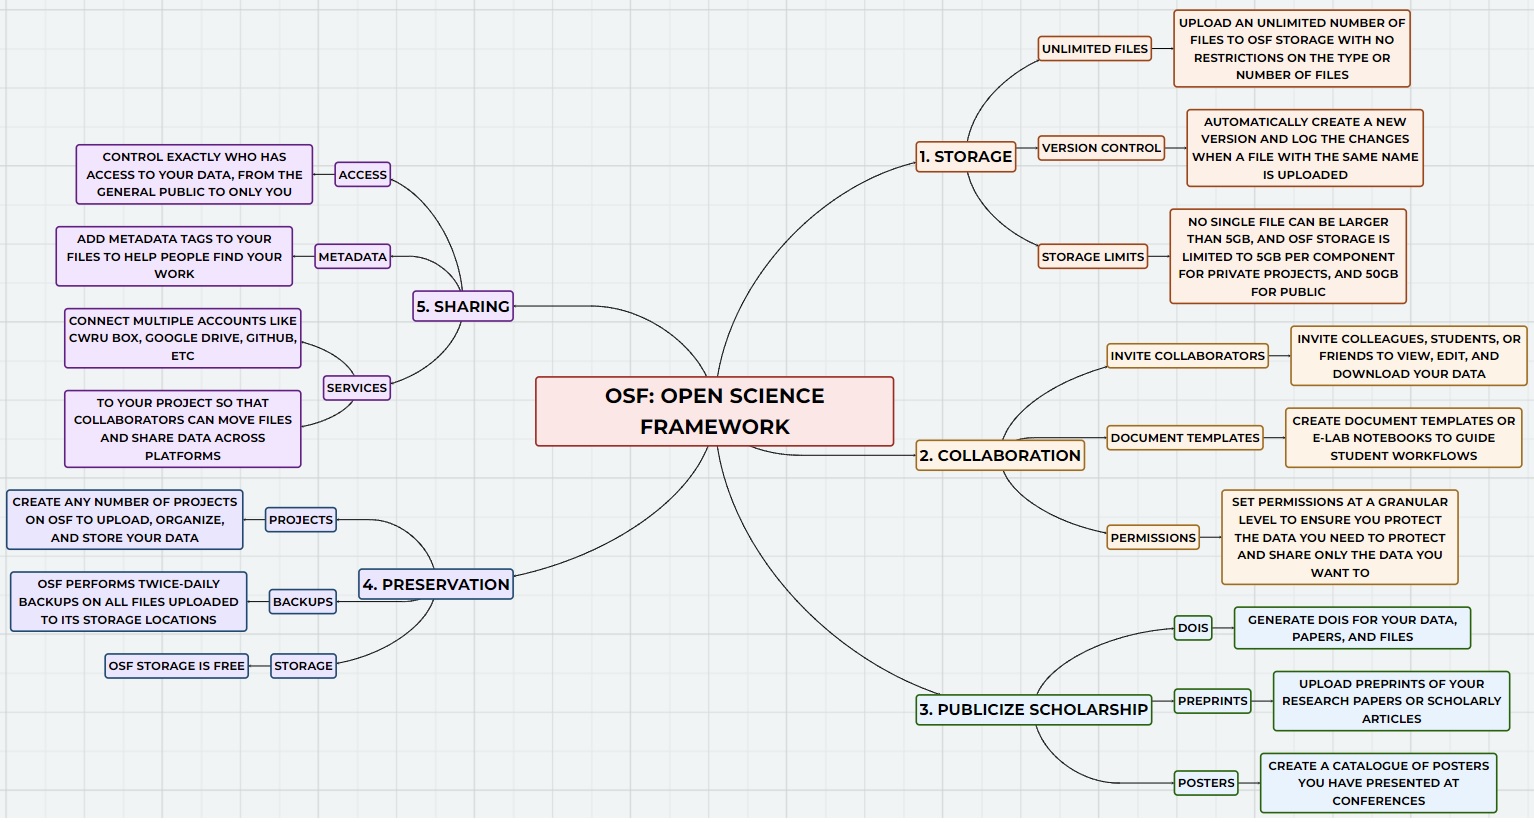 OSF: OPEN SCIENCE
FRAMEWORK
1. STORAGE
UNLIMITED FILES
UPLOAD AN UNLIMITED NUMBER OF
FILES TO OSF STORAGE WITH NO
RESTRICTIONS ON THE TYPE OR
NUMBER OF FILES
VERSION CONTROL
AUTOMATICALLY CREATE A NEW
VERSION AND LOG THE CHANGES
WHEN A FILE WITH THE SAME NAME
IS UPLOADED
STORAGE LIMITS
NO SINGLE FILE CAN BE LARGER
THAN 5GB, AND OSF STORAGE IS
LIMITED TO 5GB PER COMPONENT
FOR PRIVATE PROJECTS, AND 50GB
FOR PUBLIC
2. COLLABORATION
INVITE COLLABORATORS
INVITE COLLEAGUES, STUDENTS, OR
FRIENDS TO VIEW, EDIT, AND
DOWNLOAD YOUR DATA
DOCUMENT TEMPLATES
CREATE DOCUMENT TEMPLATES OR
E-LAB NOTEBOOKS TO GUIDE
STUDENT WORKFLOWS
PERMISSIONS
SET PERMISSIONS AT A GRANULAR
LEVEL TO ENSURE YOU PROTECT
THE DATA YOU NEED TO PROTECT
AND SHARE ONLY THE DATA YOU
WANT TO
3. PUBLICIZE SCHOLARSHIP
DOIS
GENERATE DOIS FOR YOUR DATA,
PAPERS, AND FILES
PREPRINTS
UPLOAD PREPRINTS OF YOUR
RESEARCH PAPERS OR SCHOLARLY
ARTICLES
POSTERS
CREATE A CATALOGUE OF POSTERS
YOU HAVE PRESENTED AT
CONFERENCES
4. PRESERVATION
PROJECTS
CREATE ANY NUMBER OF PROJECTS
ON OSF TO UPLOAD, ORGANIZE,
AND STORE YOUR DATA
BACKUPS
OSF PERFORMS TWICE-DAILY
BACKUPS ON ALL FILES UPLOADED
TO ITS STORAGE LOCATIONS
STORAGE
OSF STORAGE IS FREE
5. SHARING
ACCESS
CONTROL EXACTLY WHO HAS
ACCESS TO YOUR DATA, FROM THE
GENERAL PUBLIC TO ONLY YOU
METADATA
ADD METADATA TAGS TO YOUR
FILES TO HELP PEOPLE FIND YOUR
WORK
SERVICES
CONNECT MULTIPLE ACCOUNTS LIKE
CWRU BOX, GOOGLE DRIVE, GITHUB,
ETC
TO YOUR PROJECT SO THAT
COLLABORATORS CAN MOVE FILES
AND SHARE DATA ACROSS
PLATFORMS